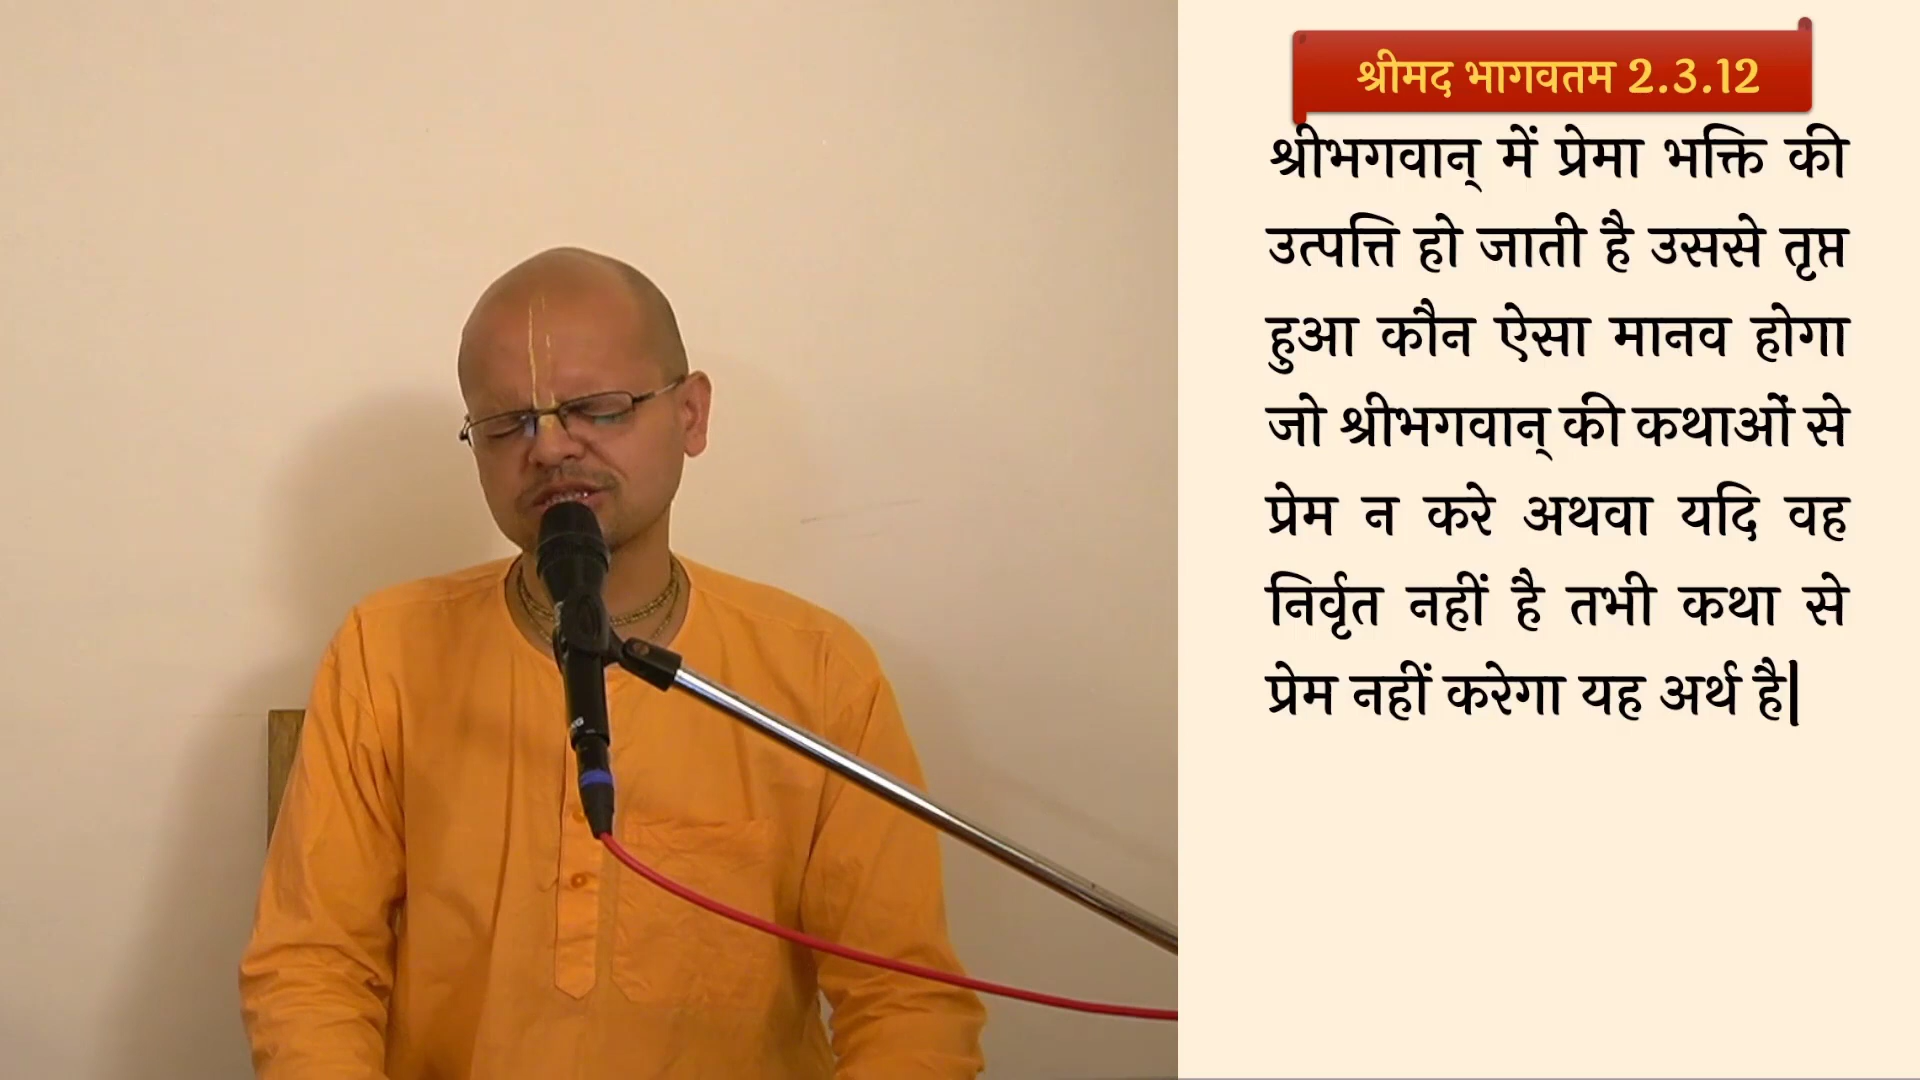 श्रीमद भागवतम 2.3.12
श्रीभगवान् में प्रेमा भक्ति की
उत्पत्ति हो जाती है उससे तृप्त
हुआ कौन ऐसा मानव होगा
जो श्रीभगवान् की कथाओं से
प्रेम न करे अथवा यदि वह
निर्वृत नहीं है तभी कथा से
प्रेम नहीं करेगा यह अर्थ है|